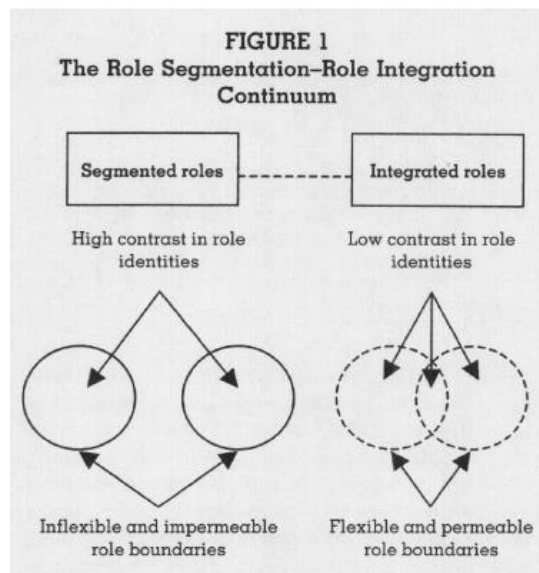 FIGURE 1
The Role Segmentation–Role Integration
Continuum
Segmented roles
Integrated roles
High contrast in role
identities
Low contrast in role
identities
Inflexible and impermeable
role boundaries
Flexible and permeable
role boundaries